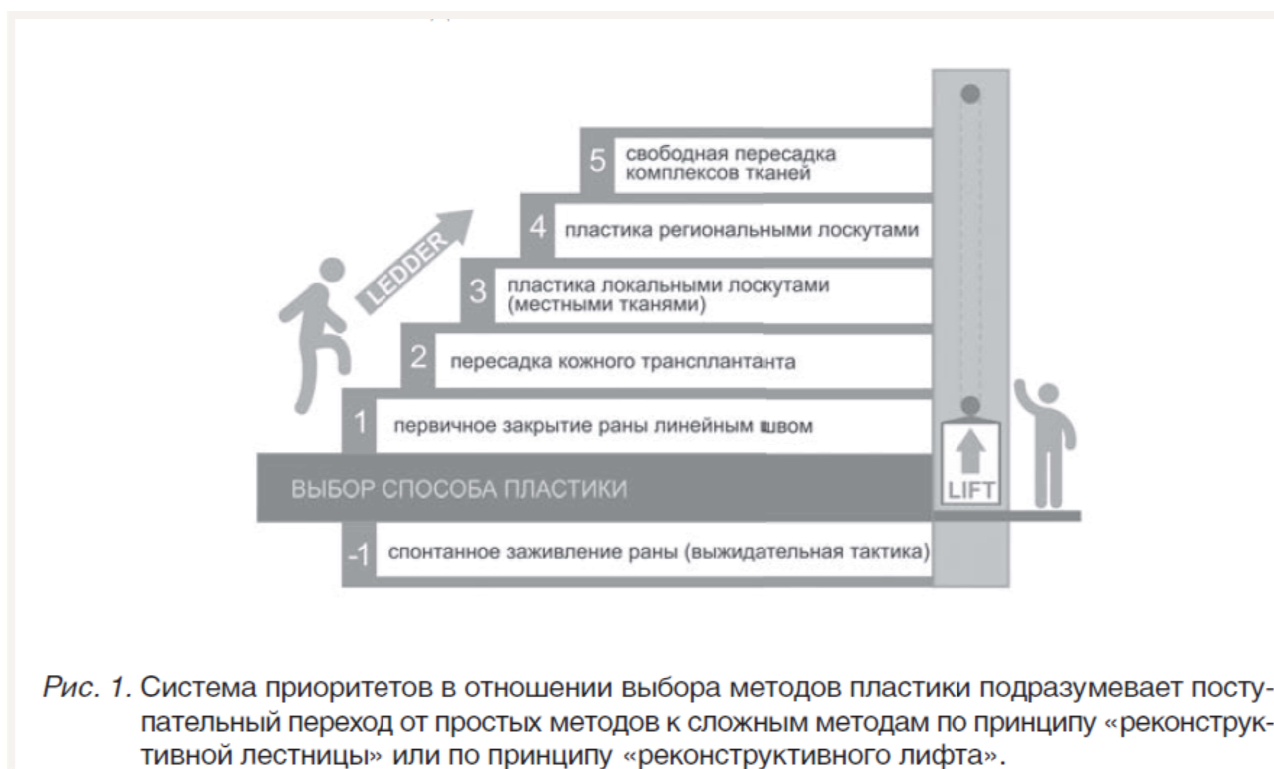 5
свободная пересадка
комплексов тканей
4
пластика региональными лоскутами
LEDDER
3
пластика локальными лоскутами
(местными тканями)
2
пересадка кожного трансплантанта
1
первичное закрытие раны линейным швом
ВЫБОР СПОСОБА ПЛАСТИКИ
LIFT
-1
спонтанное заживление раны (выжидательная тактика)
Рис. 1. Система приоритетов в отношении выбора методов пластики подразумевает посту-
пательный переход от простых методов к сложным методам по принципу «реконструк-
тивной лестницы» или по принципу «реконструктивного лифта».